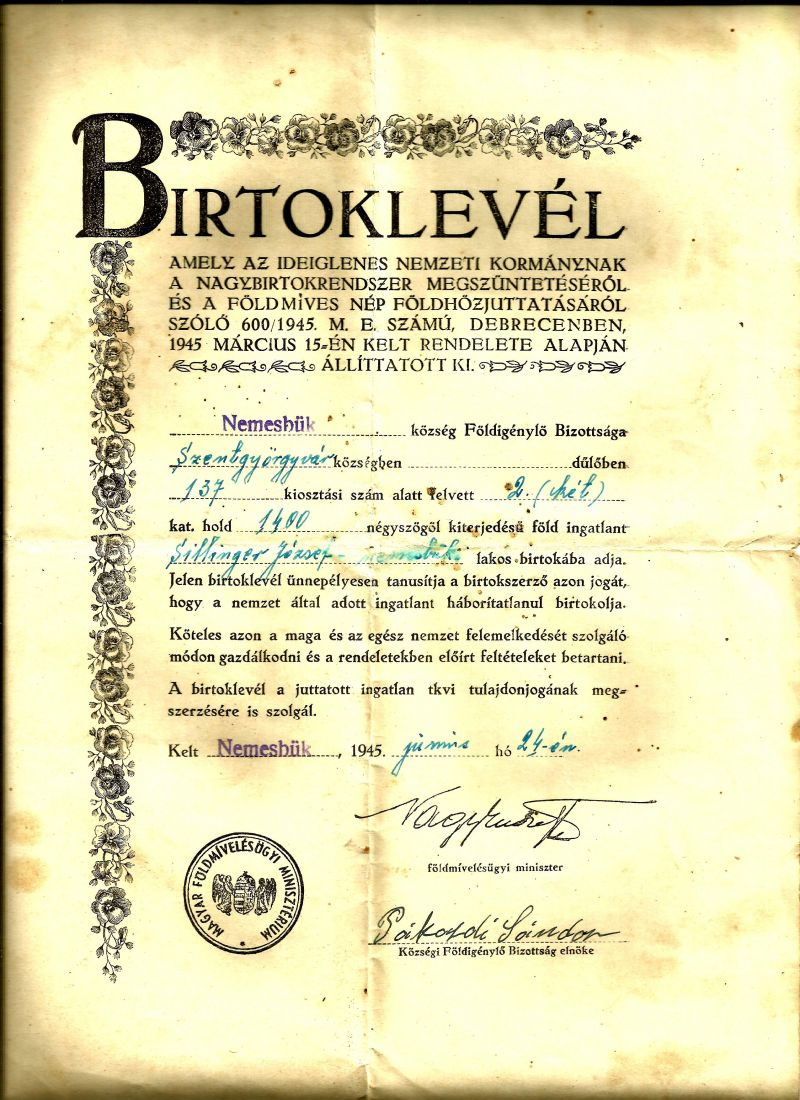 BIRTOKLEVÉL
AMELY AZ IDEIGLENES NEMZETI KORMÁNYNAK
A NAGYBIRTOKRENDSZER MEGSZÜNTETÉSÉRŐL
ÉS A FÖLDMIVES NÉP FÖLDHÖZJUTTATÁSÁRÓL
SZÓLÓ 600/1945. M. E. SZÁMÚ, DEBRECENBEN,
1945 MÁRCIUS 15-ÉN KELT RENDELETE ALAPJÁN
ÁLLÍTTATOTT KI.
Nemesbük község Földigénylő Bizottsága
Szentgyörgyvár községben dűlőben
137 kiosztási szám alatt felvett 2. (két)
kat. hold 1400 négyszögöl kiterjedésű föld ingatlant
József nemesbüki lakos birtokába adja.
Jelen birtoklevél ünnepélyesen tanusítja a birtokszerző azon jogát,
hogy a nemzet által adott ingatlant háborítatlanul birtokolja.
Köteles azon a maga és az egész nemzet felemelkedését szolgáló
módon gazdálkodni és a rendeletekben előírt feltételeket betartani.
A birtoklevél a juttatott ingatlan tkvi tulajdonjogának meg-
szerzésére is szolgál.
Kelt Nemesbük, 1945. június hó 24-én.
földmívelésügyi miniszter
MAGYAR FÖLDMÍVELÉSÜGYI MINISZTÉRIUM
Sándor
Községi Földigénylő Bizottság elnöke